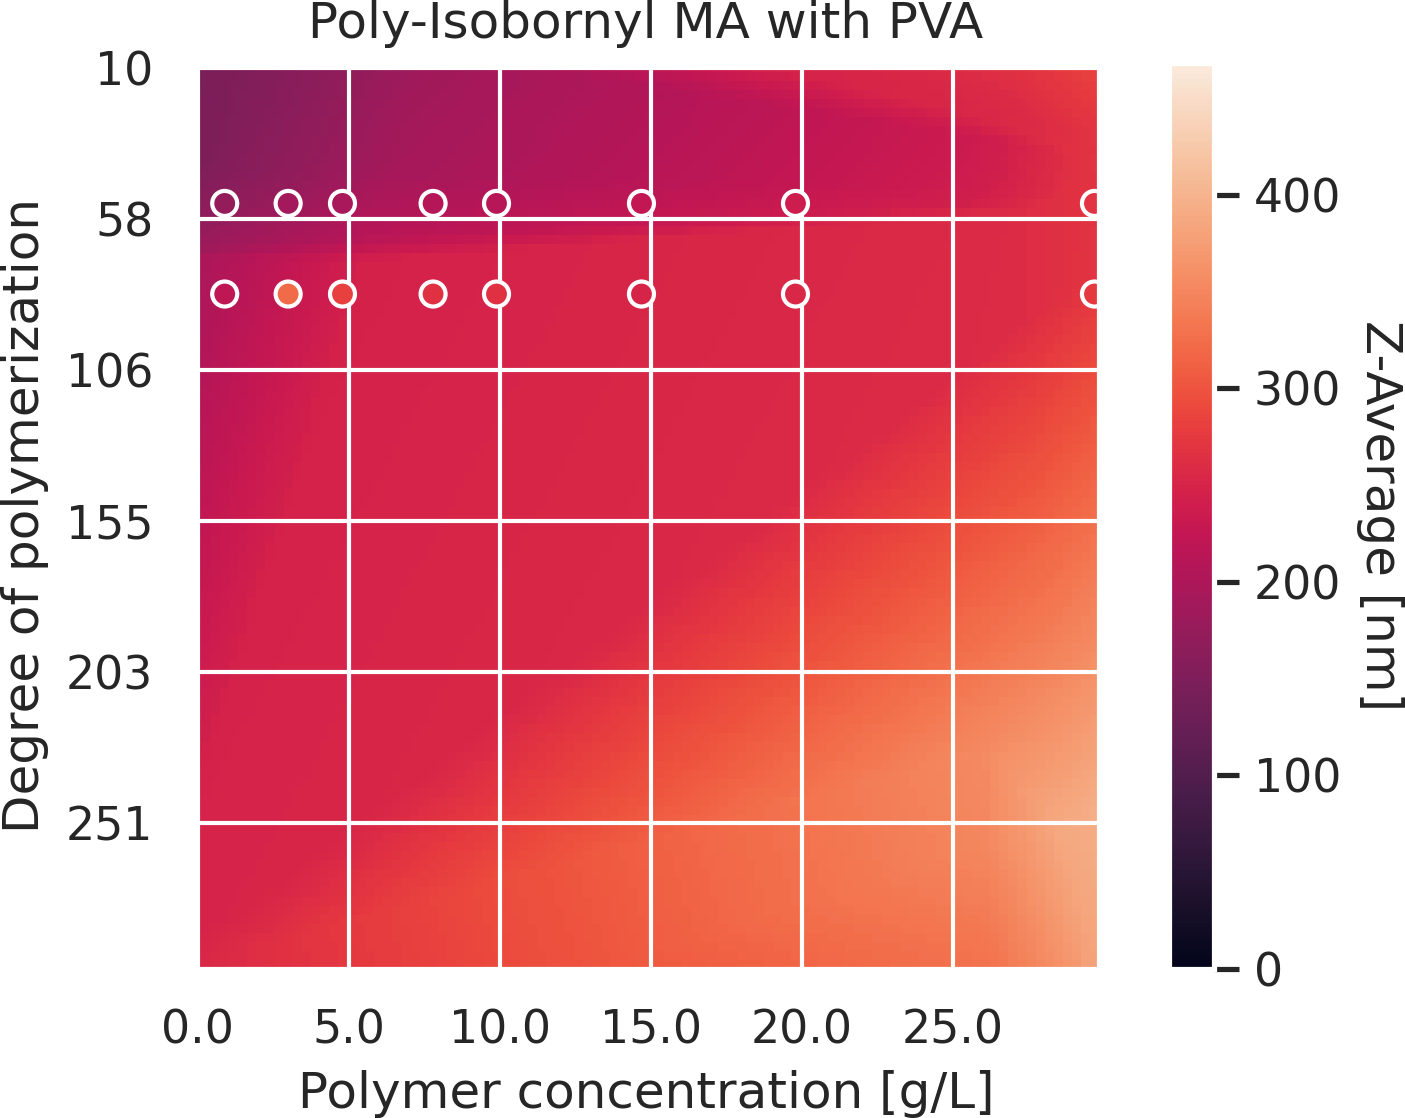 Poly-Isobornyl MA with PVA
10
58
106
155
203
251
Degree of polymerization
0.0 5.0 10.0 15.0 20.0 25.0
Polymer concentration [g/L]
400
300
200
100
0
Z-Average [nm]